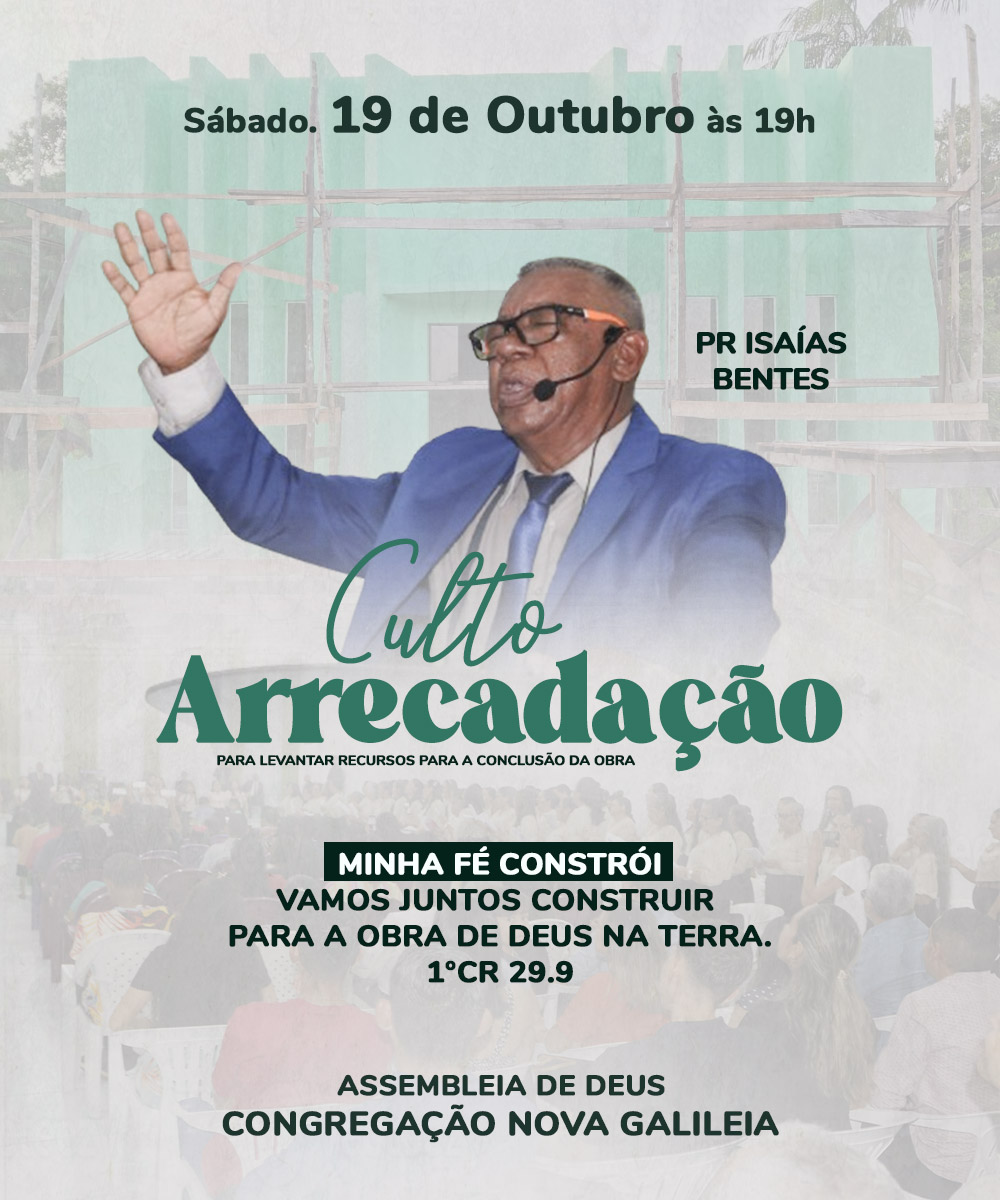 Sábado. 19 de Outubro às 19h
PR ISAÍAS
BENTES
Culto
Arrecadação
PARA LEVANTAR RECURSOS PARA A CONCLUSÃO DA OBRA
MINHA FÉ CONSTRÓI
VAMOS JUNTOS CONSTRUIR
PARA A OBRA DE DEUS NA TERRA.
1ºCR 29.9
ASSEMBLEIA DE DEUS
CONGREGAÇÃO NOVA GALILEIA